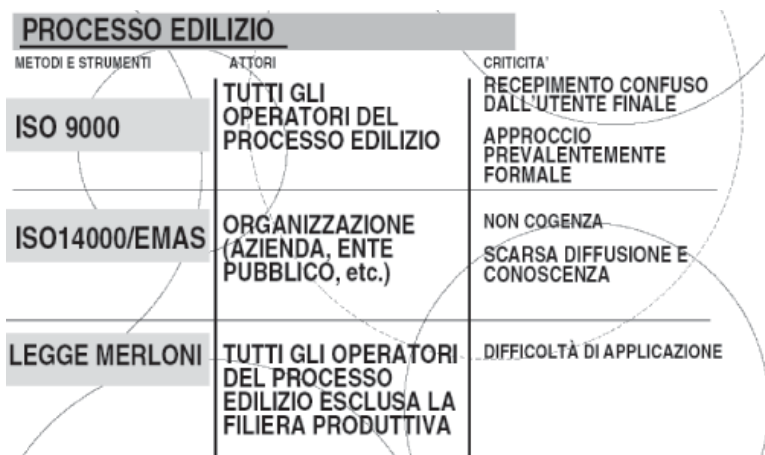 PROCESSO EDILIZIO
METODI E STRUMENTI
ATTORI
CRITICITA'
ISO 9000
TUTTI GLI
OPERATORI DEL
PROCESSO EDILIZIO
RECEPIMENTO CONFUSO
DALL'UTENTE FINALE
APPROCCIO
PREVALENTEMENTE
FORMALE
ISO14000/EMAS
ORGANIZZAZIONE
(AZIENDA, ENTE
PUBBLICO, etc.)
NON COGENZA
SCARSA DIFFUSIONE E
CONOSCENZA
LEGGE MERLONI
TUTTI GLI OPERATORI
DEL PROCESSO
EDILIZIO ESCLUSA LA
FILIERA PRODUTTIVA
DIFFICOLTÀ DI APPLICAZIONE